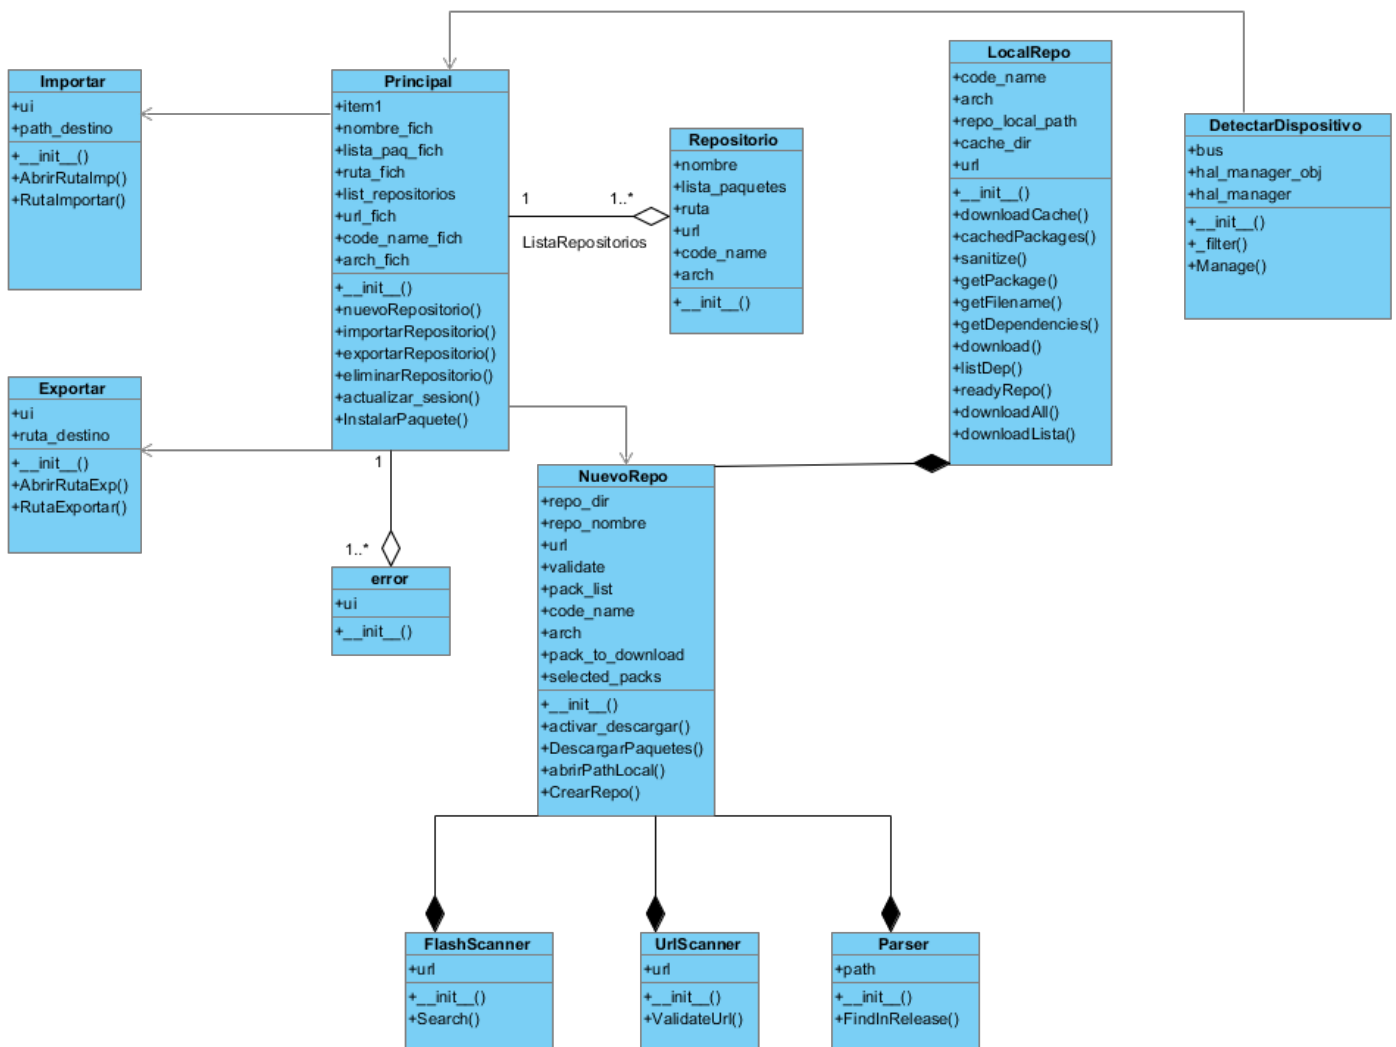 Importar
+ui
+path_destino
+__init__()
+AbrirRutaImp()
+RutaImportar()
Principal
+item1
+nombre_fich
+lista_paq_fich
+ruta_fich
+list_repositorios
+url_fich
+code_name_fich
+arch_fich
+__init__()
+nuevoRepositorio()
+importarRepositorio()
+exportarRepositorio()
+eliminarRepositorio()
+actualizar_sesion()
+InstalarPaquete()
1
1..*
ListaRepositorios
Repositorio
+nombre
+lista_paquetes
+ruta
+url
+code_name
+arch
+__init__()
LocalRepo
+code_name
+arch
+repo_local_path
+cache_dir
+url
+__init__()
+downloadCache()
+cachedPackages()
+sanitize()
+getPackage()
+getFilename()
+getDependencies()
+download()
+listDep()
+readyRepo()
+downloadAll()
+downloadLista()
DetectarDispositivo
+bus
+hal_manager_obj
+hal_manager
+__init__()
+_filter()
+Manage()
Exportar
+ui
+ruta_destino
+__init__()
+AbrirRutaExp()
+RutaExportar()
1
1..*
error
+ui
+__init__()
NuevoRepo
+repo_dir
+repo_nombre
+url
+validate
+pack_list
+code_name
+arch
+pack_to_download
+selected_packs
+__init__()
+activar_descargar()
+DescargarPaquetes()
+abrirPathLocal()
+CrearRepo()
FlashScanner
+url
+__init__()
+Search()
UrlScanner
+url
+__init__()
+ValidateUrl()
Parser
+path
+__init__()
+FindInRelease()